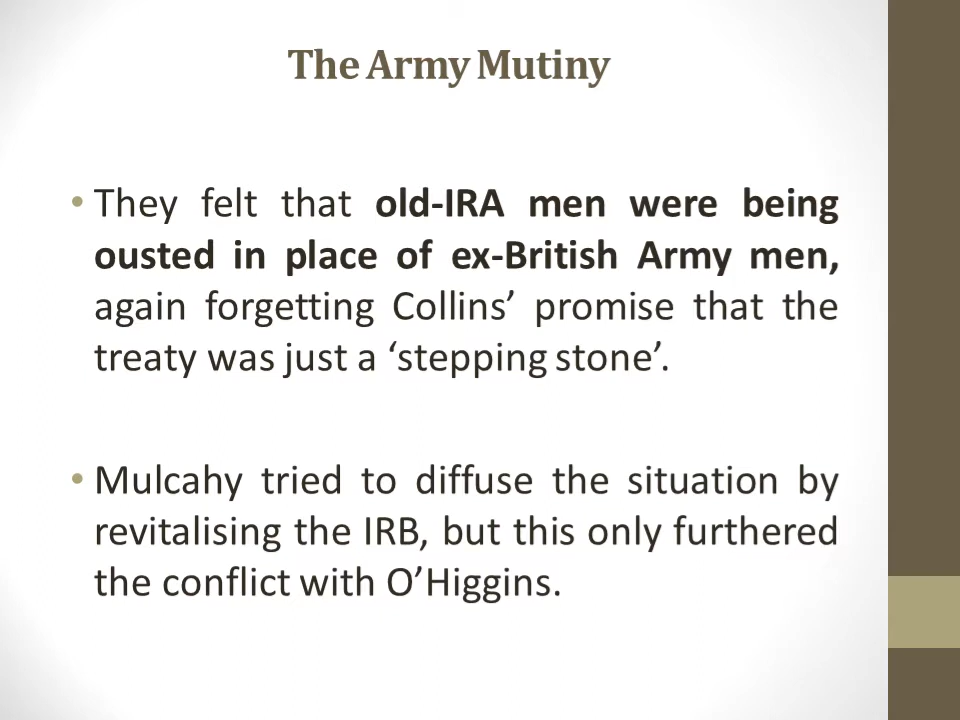 The Army Mutiny
• They felt that old-IRA men were being
ousted in place of ex-British Army men,
again forgetting Collins’ promise that the
treaty was just a ‘stepping stone’.
• Mulcahy tried to diffuse the situation by
revitalising the IRB, but this only furthered
the conflict with O’Higgins.